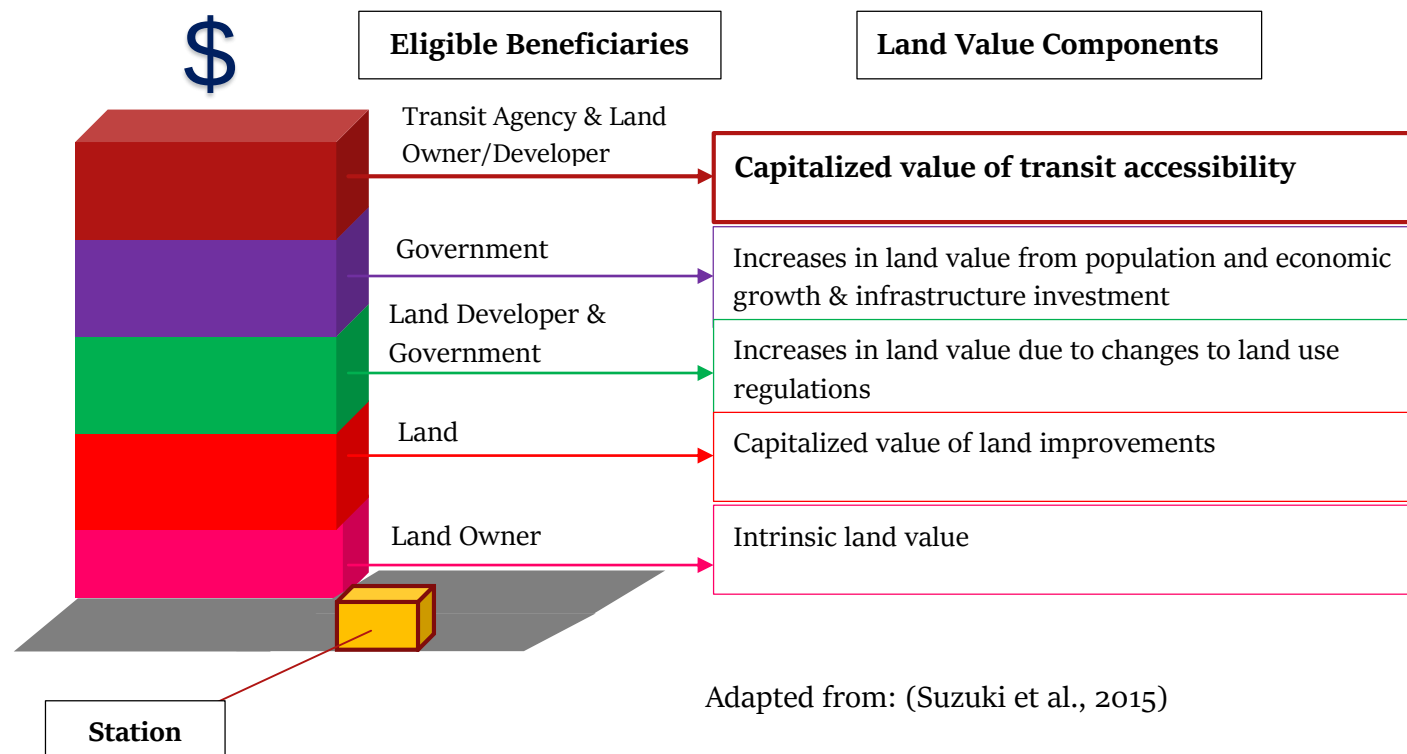 $
Eligible Beneficiaries
Land Value Components
Transit Agency & Land
Owner/Developer
Capitalized value of transit accessibility
Government
Increases in land value from population and economic
growth & infrastructure investment
Land Developer &
Government
Increases in land value due to changes to land use
regulations
Land
Capitalized value of land improvements
Land Owner
Intrinsic land value
Station
Adapted from: (Suzuki et al., 2015)